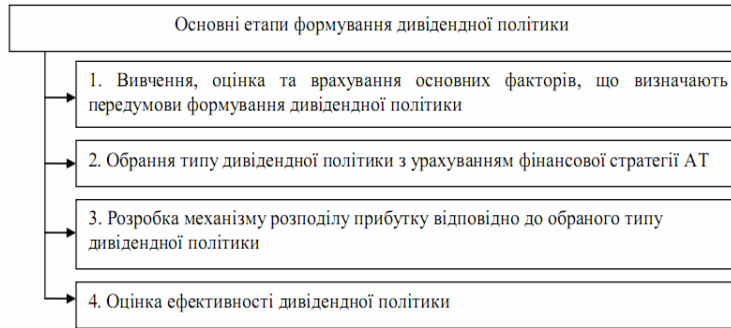 Основні етапи формування дивідендної політики
1. Вивчення, оцінка та врахування основних факторів, що визначають
передумови формування дивідендної політики
2. Обрання типу дивідендної політики з урахуванням фінансової стратегії АТ
3. Розробка механізму розподілу прибутку відповідно до обраного типу
дивідендної політики
4. Оцінка ефективності дивідендної політики